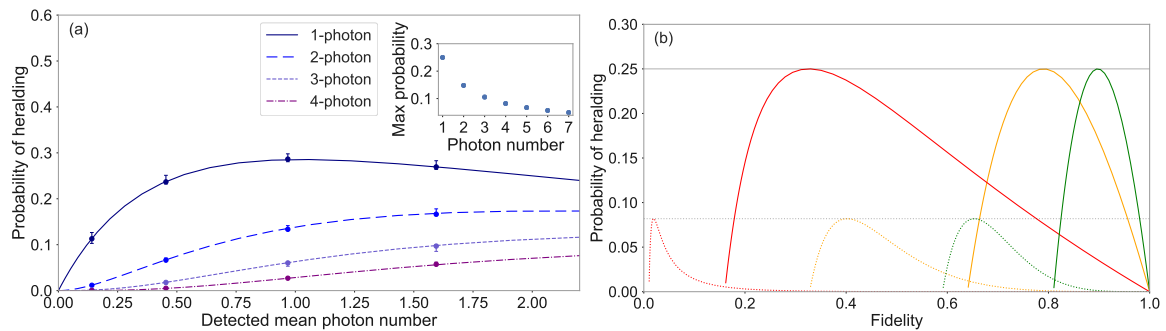 (a)
Probability of heralding
0.6
0.5
0.4
0.3
0.2
0.1
0.0
0.00 0.25 0.50 0.75 1.00 1.25 1.50 1.75 2.00
Detected mean photon number
1-photon
2-photon
3-photon
4-photon
Max probability
0.3
0.1
1 2 3 4 5 6 7
Photon number
(b)
Probability of heralding
0.30
0.25
0.20
0.15
0.10
0.05
0.00
0.0 0.2 0.4 0.6 0.8 1.0
Fidelity